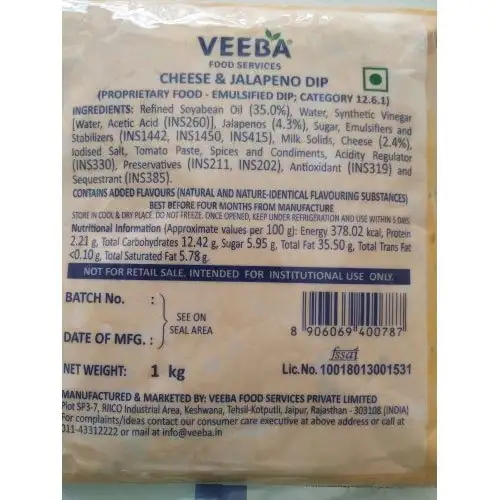 VEEBA
FOOD SERVICES
CHEESE & JALAPENO DIP
(PROPRIETARY FOOD - EMULSIFIED DIP; CATEGORY 12.6.1)
INGREDIENTS: Refined Soyabean Oil (35.0%), Water, Synthetic Vinegar
[Water, Acetic Acid (INS260)], Jalapenos (4.3%), Sugar, Emulsifiers and
Stabilizers (INS1442, INS1450, INS415), Milk Solids, Cheese (2.4%),
Iodised Salt, Tomato Paste, Spices and Condiments, Acidity Regulator
(INS330), Preservatives (INS211, INS202), Antioxidant (INS319) and
Sequestrant (INS385).
CONTAINS ADDED FLAVOURS (NATURAL AND NATURE-IDENTICAL FLAVOURING SUBSTANCES)
BEST BEFORE FOUR MONTHS FROM MANUFACTURE
STORE IN COOL & DRY PLACE. DO NOT FREEZE. ONCE OPENED, KEEP UNDER REFRIGERATION AND USE WITHIN 5 DAYS.
Nutritional Information (Approximate values per 100 g): Energy 378.02 kcal, Protein
2.21 g, Total Carbohydrates 12.42 g, Sugar 5.95 g, Total Fat 35.50 g, Total Trans Fat
<0.10 g, Total Saturated Fat 5.78 g.
NOT FOR RETAIL SALE. INTENDED FOR INSTITUTIONAL USE ONLY.
BATCH No. :
SEE ON
SEAL AREA
DATE OF MFG. :
8 906069 400787
fssai
Lic.No. 10018013001531
NET WEIGHT: 1 kg
MANUFACTURED & MARKETED BY: VEEBA FOOD SERVICES PRIVATE LIMITED
Plot SP3-7, RIICO Industrial Area, Keshwana, Tehsil-Kotputli, Jaipur, Rajasthan - 303108 (INDIA)
For complaints/ideas contact our consumer care executive at above address or call at
011-43312222 or mail at info@veeba.in